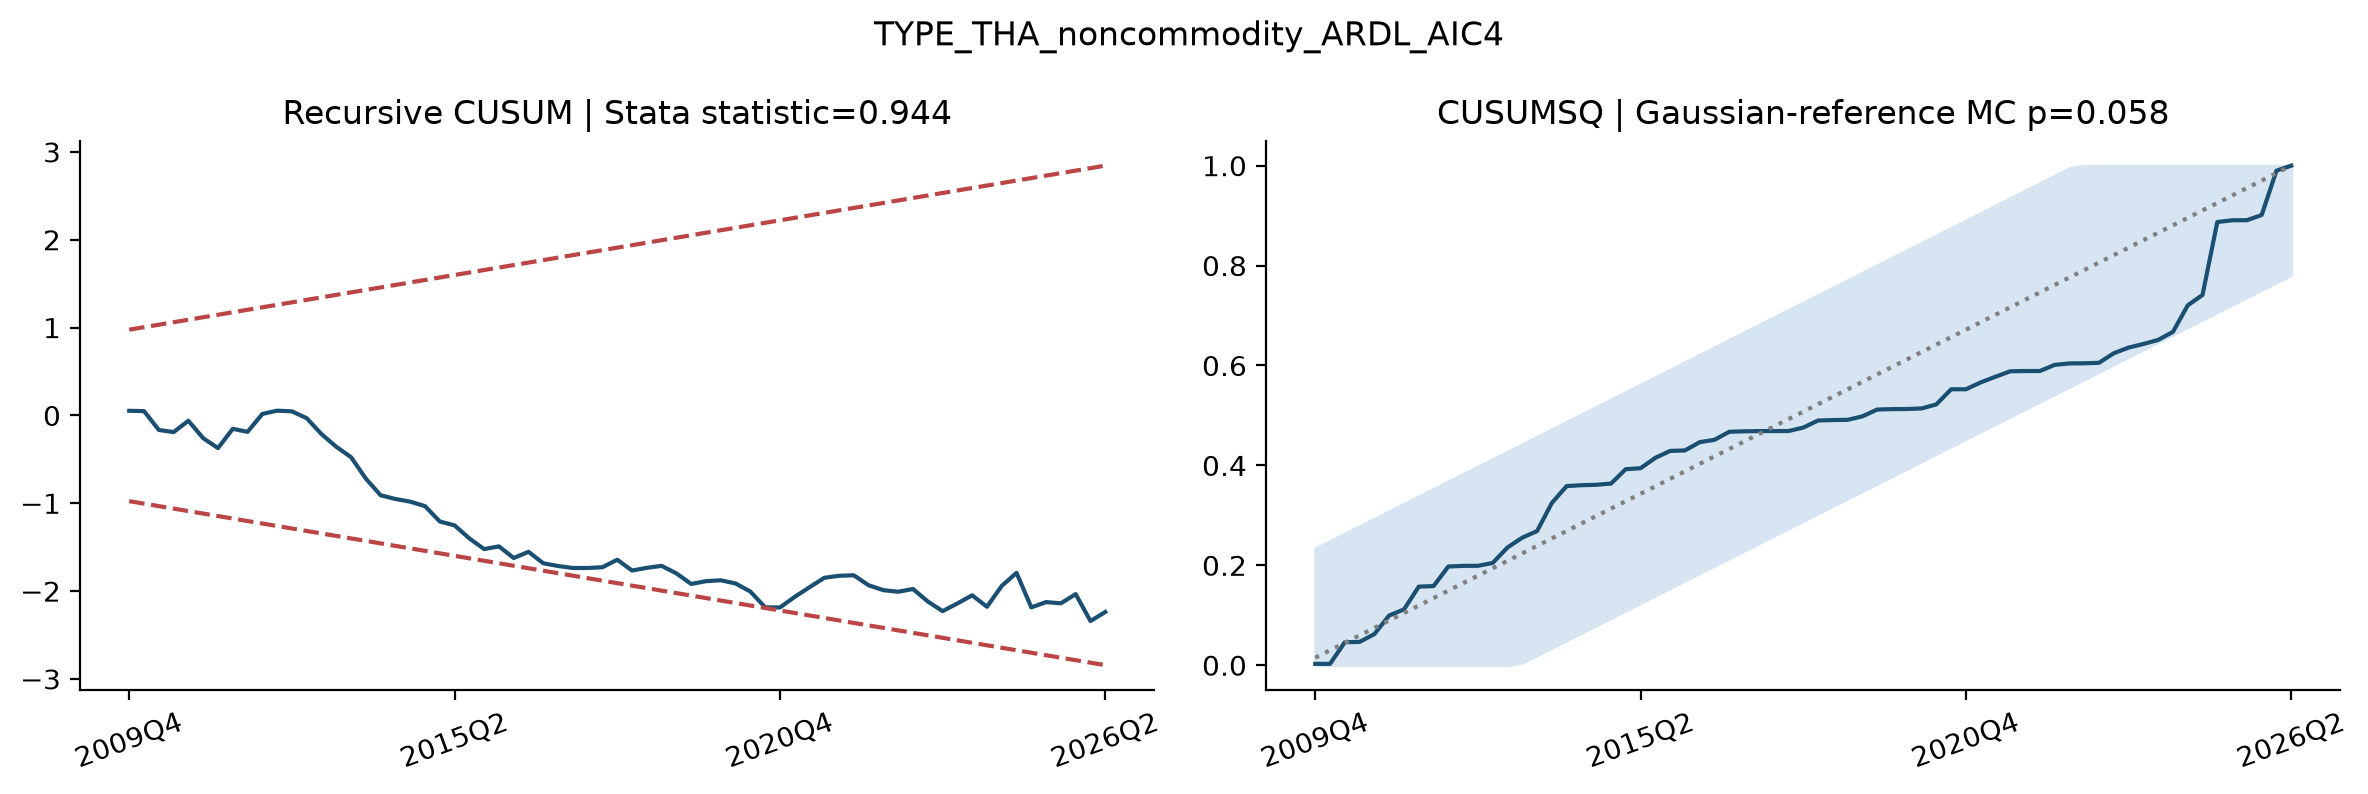 TYPE_THA_noncommodity_ARDL_AIC4
Recursive CUSUM | Stata statistic=0.944
3
2
1
0
−1
−2
−3
2009Q4
2015Q2
2020Q4
2026Q2
CUSUMSQ | Gaussian-reference MC p=0.058
1.0
0.8
0.6
0.4
0.2
0.0
2009Q4
2015Q2
2020Q4
2026Q2